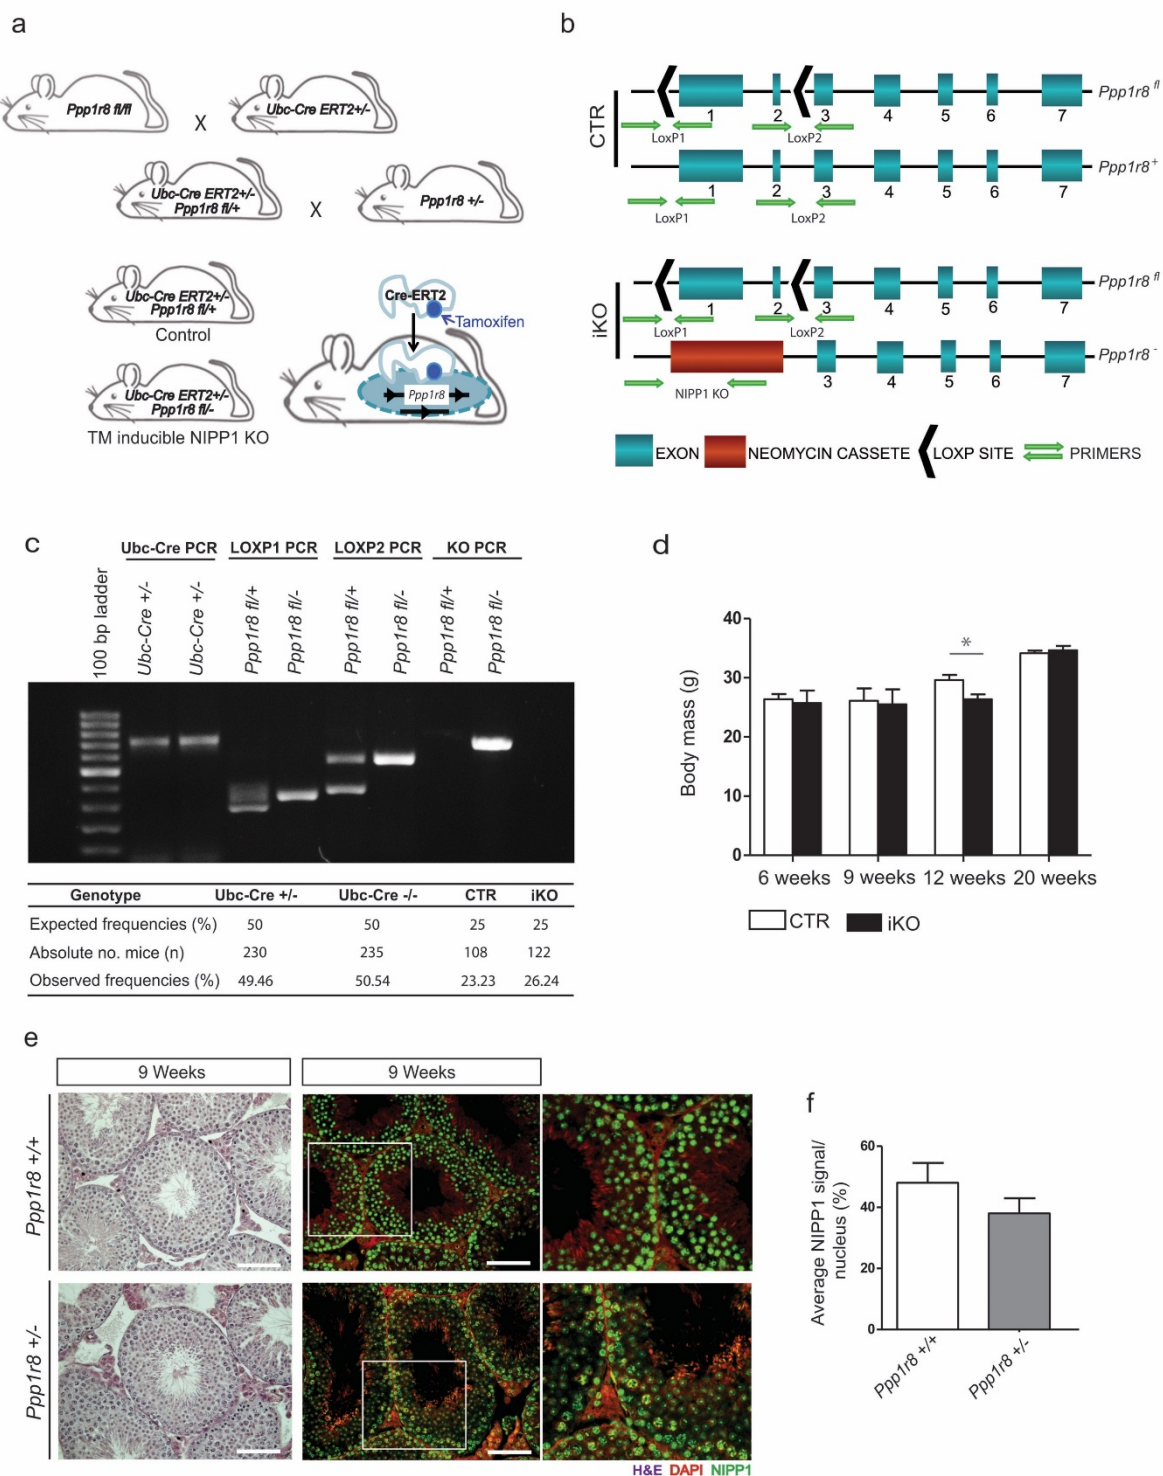 a
Ppp1r8 fl/fl
X
Ubc-Cre ERT2+/-
Ubc-Cre ERT2+/-
Ppp1r8 fl/+
X
Ppp1r8 +/-
Ubc-Cre ERT2+/-
Ppp1r8 fl/+
Control
Ubc-Cre ERT2+/-
Ppp1r8 fl/-
TM inducible NIPP1 KO
Cre-ERT2
Tamoxifen
Ppp1r8
b
CTR
1 2 3 4 5 6 7
Ppp1r8 fl
LoxP1 LoxP2
1 2 3 4 5 6 7
Ppp1r8 +
LoxP1 LoxP2
iKO
1 2 3 4 5 6 7
Ppp1r8 fl
LoxP1 LoxP2
3 4 5 6 7
Ppp1r8 -
NIPP1 KO
EXON NEOMYCIN CASSETE LOXP SITE PRIMERS
c
Ubc-Cre PCR LOXP1 PCR LOXP2 PCR KO PCR
100 bp ladder
Ubc-Cre +/-
Ubc-Cre +/-
Ppp1r8 fl/+
Ppp1r8 fl/-
Ppp1r8 fl/+
Ppp1r8 fl/-
Ppp1r8 fl/+
Ppp1r8 fl/-
Genotype Ubc-Cre +/- Ubc-Cre -/- CTR iKO
Expected frequencies (%) 50 50 25 25
Absolute no. mice (n) 230 235 108 122
Observed frequencies (%) 49.46 50.54 23.23 26.24
d
Body mass (g)
40
30
20
10
0
*
6 weeks 9 weeks 12 weeks 20 weeks
CTR iKO
e
9 Weeks 9 Weeks
Ppp1r8 +/+
Ppp1r8 +/-
H&E DAPI NIPP1
f
Average NIPP1 signal/
nucleus (%)
60
40
20
0
Ppp1r8 +/+
Ppp1r8 +/-